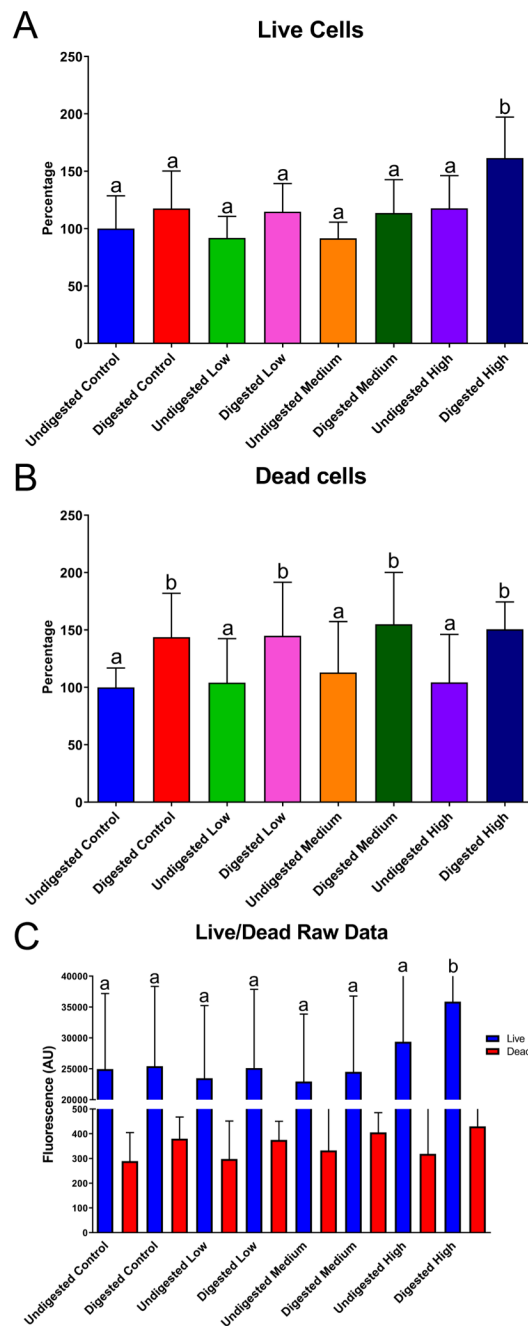 A
Live Cells
250
200
150
100
50
0
Percentage
a
a
a
a
a
a
a
b
Undigested Control
Digested Control
Undigested Low
Digested Low
Undigested Medium
Digested Medium
Undigested High
Digested High
B
Dead cells
250
200
150
100
50
0
Percentage
a
b
a
b
a
b
a
b
Undigested Control
Digested Control
Undigested Low
Digested Low
Undigested Medium
Digested Medium
Undigested High
Digested High
C
Live/Dead Raw Data
40000
35000
30000
25000
20000
500
400
300
200
100
0
Fluorescence (AU)
a
a
a
a
a
a
a
b
Live
Dead
Undigested Control
Digested Control
Undigested Low
Digested Low
Undigested Medium
Digested Medium
Undigested High
Digested High